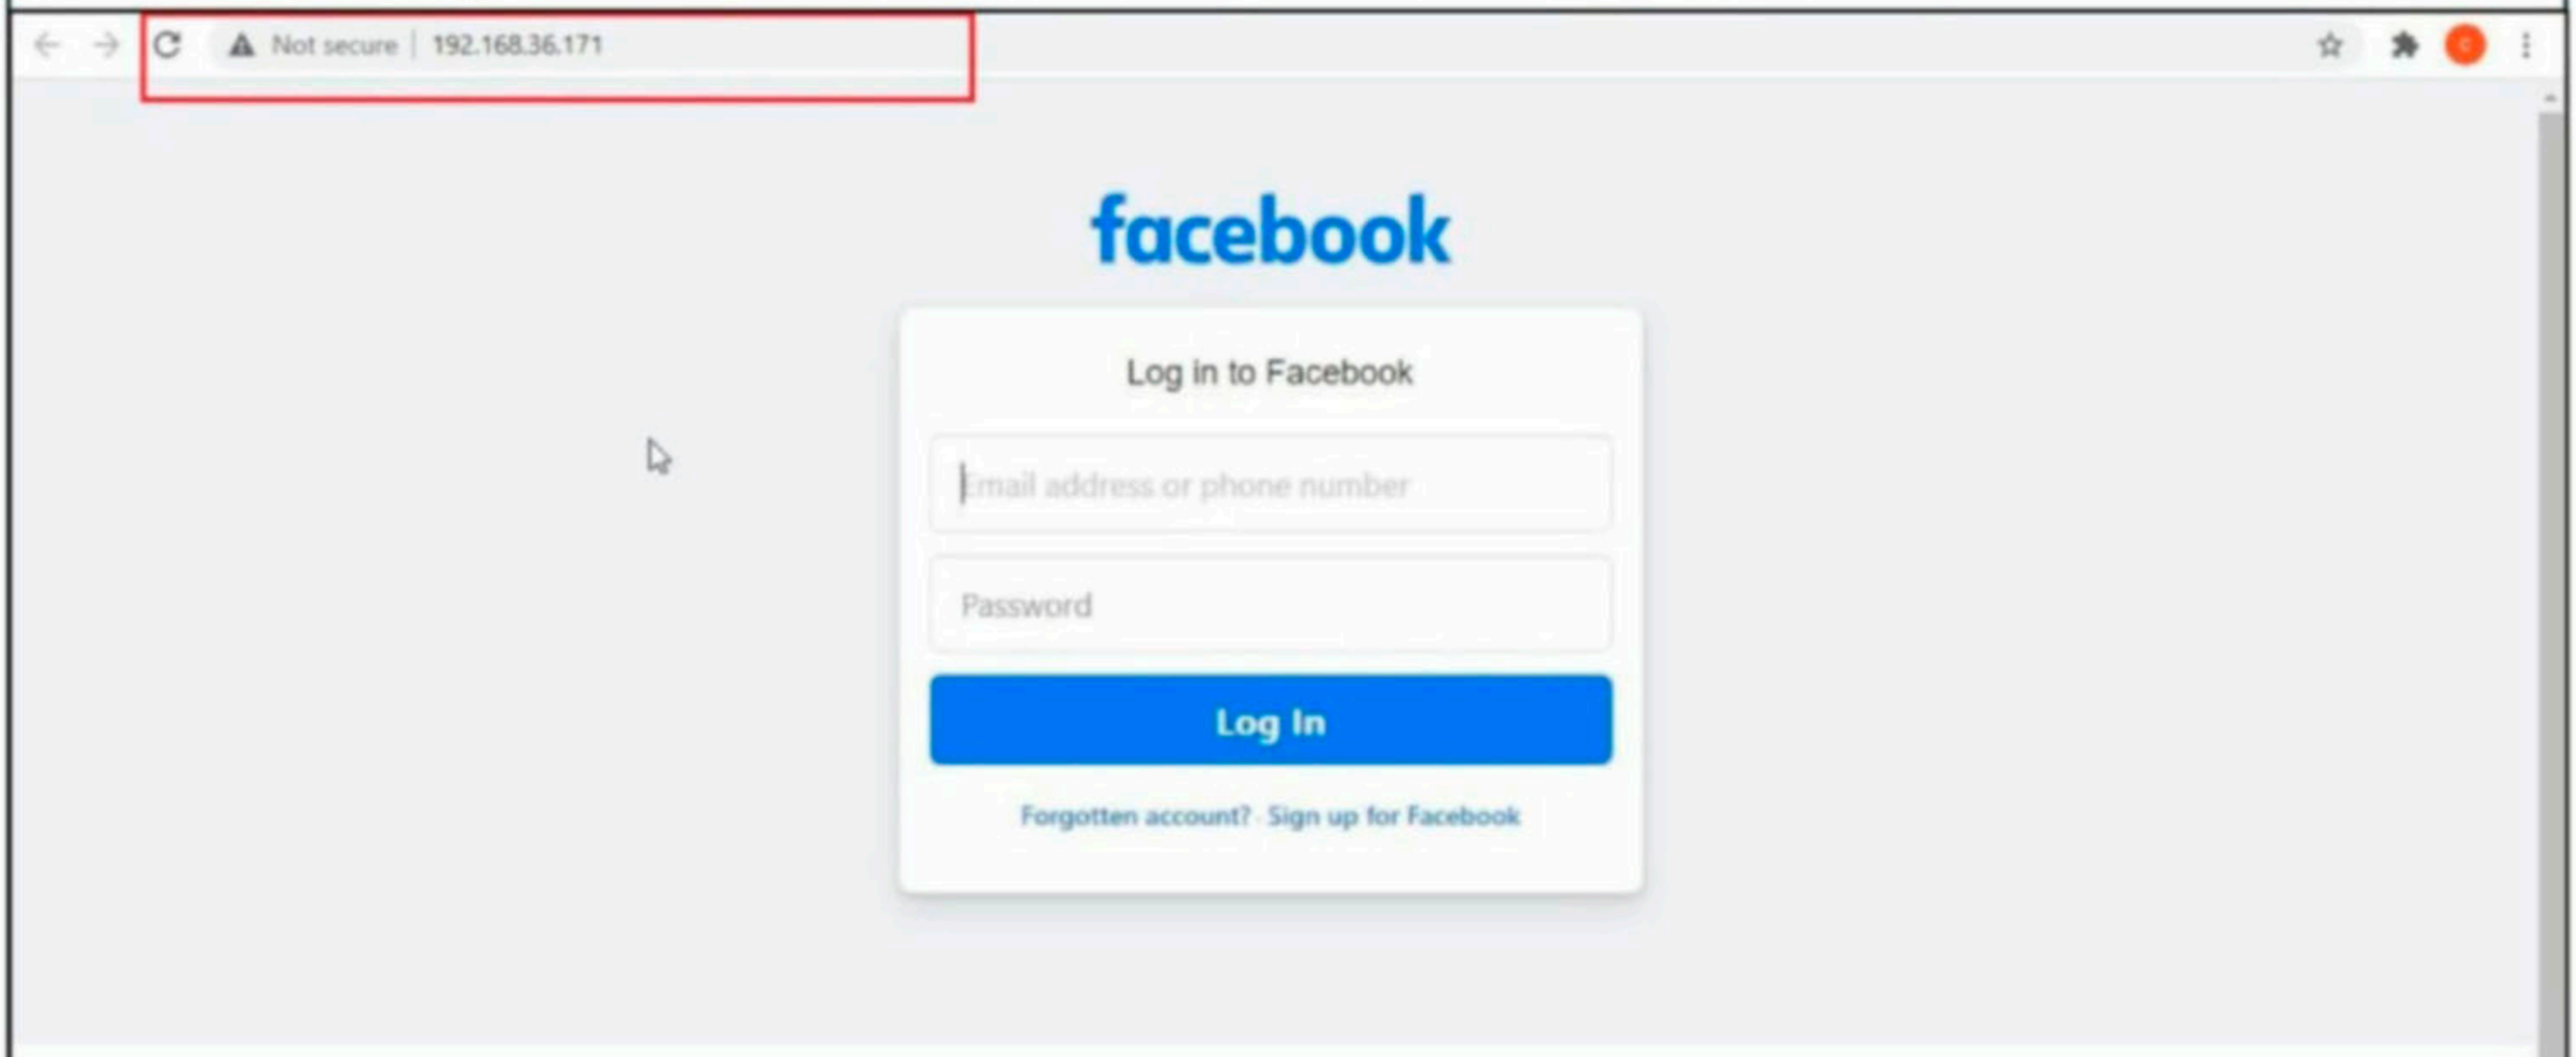 Not secure | 192.168.36.171
facebook
Log in to Facebook
Email address or phone number
Password
Log In
Forgotten account? · Sign up for Facebook